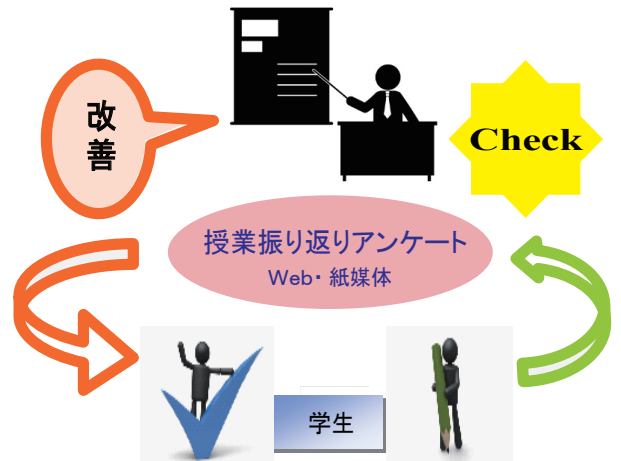 改
善
Check
授業振り返りアンケート
Web・紙媒体
学生